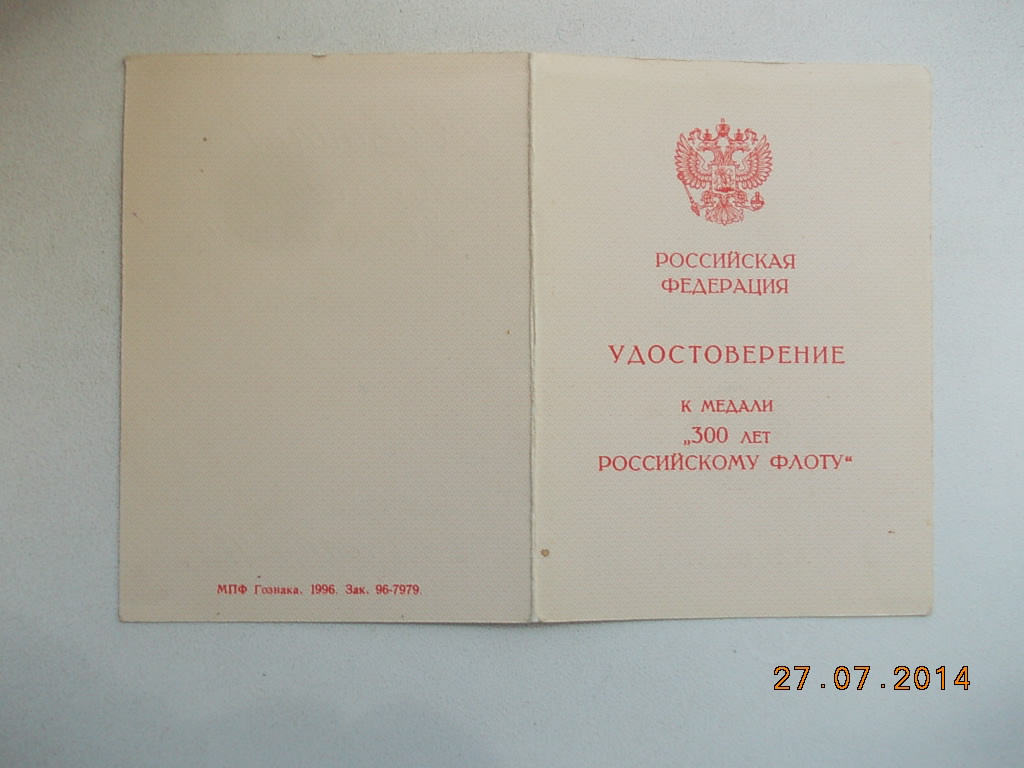 РОССИЙСКАЯ
ФЕДЕРАЦИЯ
УДОСТОВЕРЕНИЕ
К МЕДАЛИ
„300 ЛЕТ
РОССИЙСКОМУ ФЛОТУ“
МПФ Гознака. 1996. Зак. 96-7979.
27.07.2014